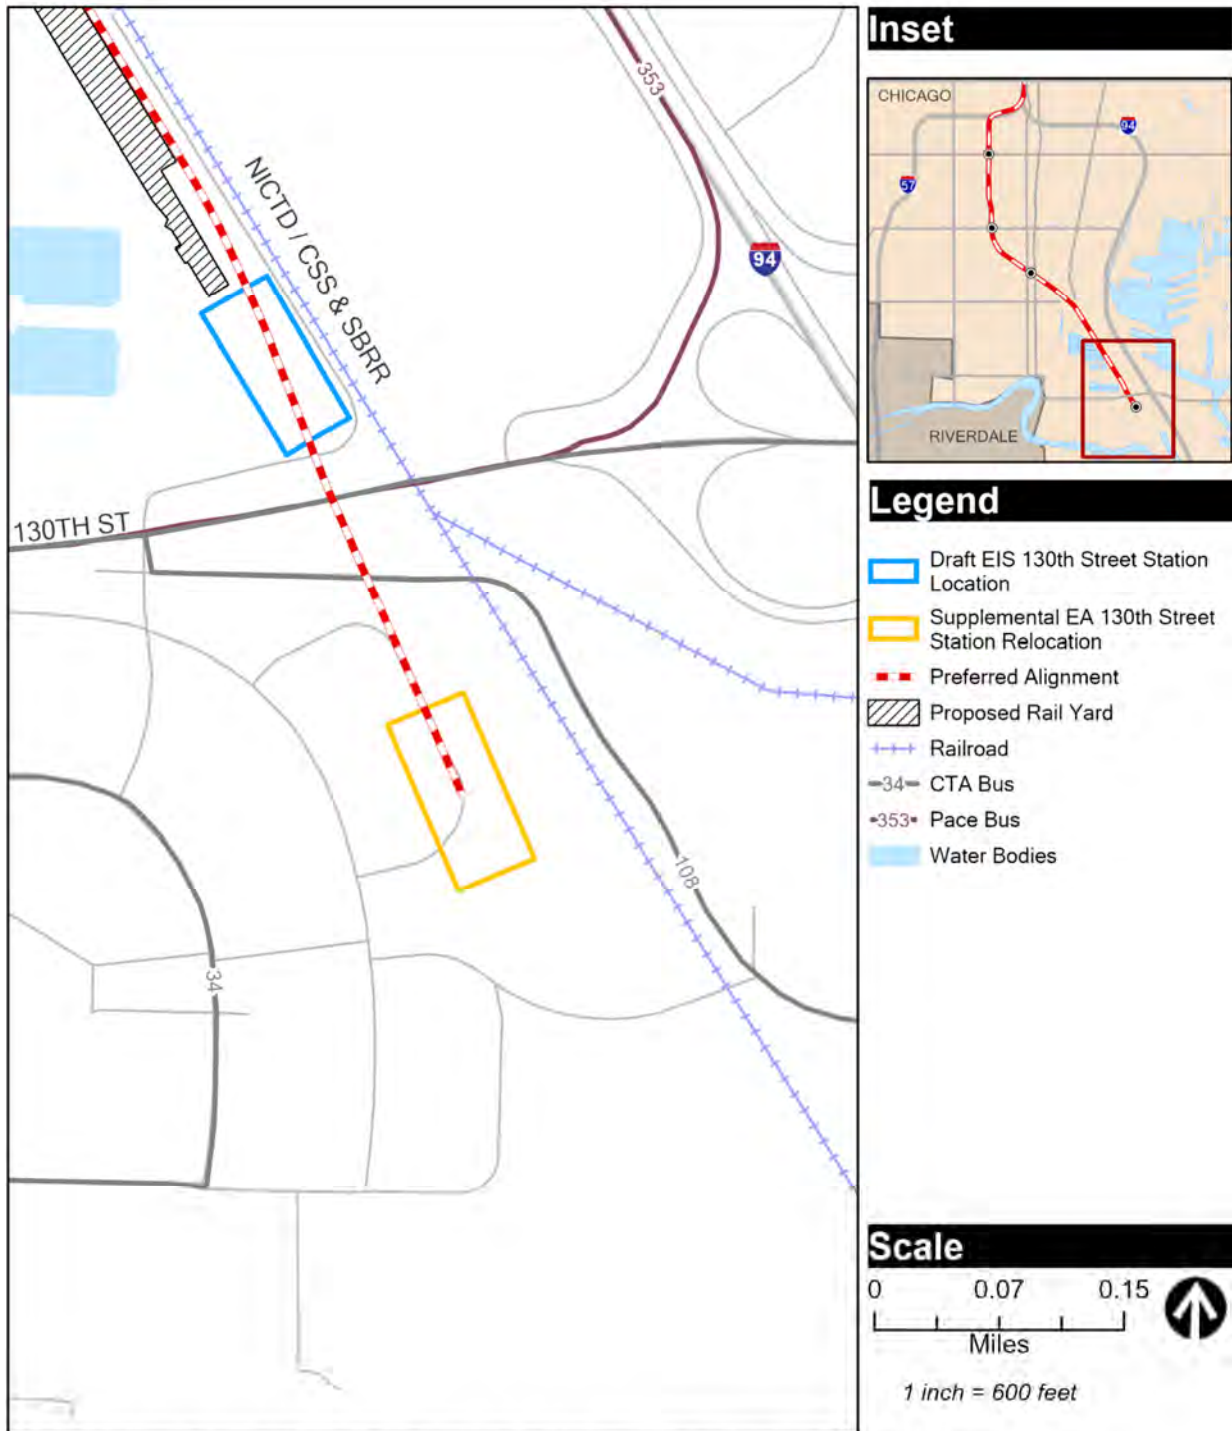 353
NICTD / CSS & SBRR
94
130TH ST
108
34
Inset
CHICAGO
94
57
RIVERDALE
Legend
Draft EIS 130th Street Station
Location
Supplemental EA 130th Street
Station Relocation
Preferred Alignment
Proposed Rail Yard
Railroad
34 CTA Bus
353 Pace Bus
Water Bodies
Scale
0 0.07 0.15
Miles
1 inch = 600 feet